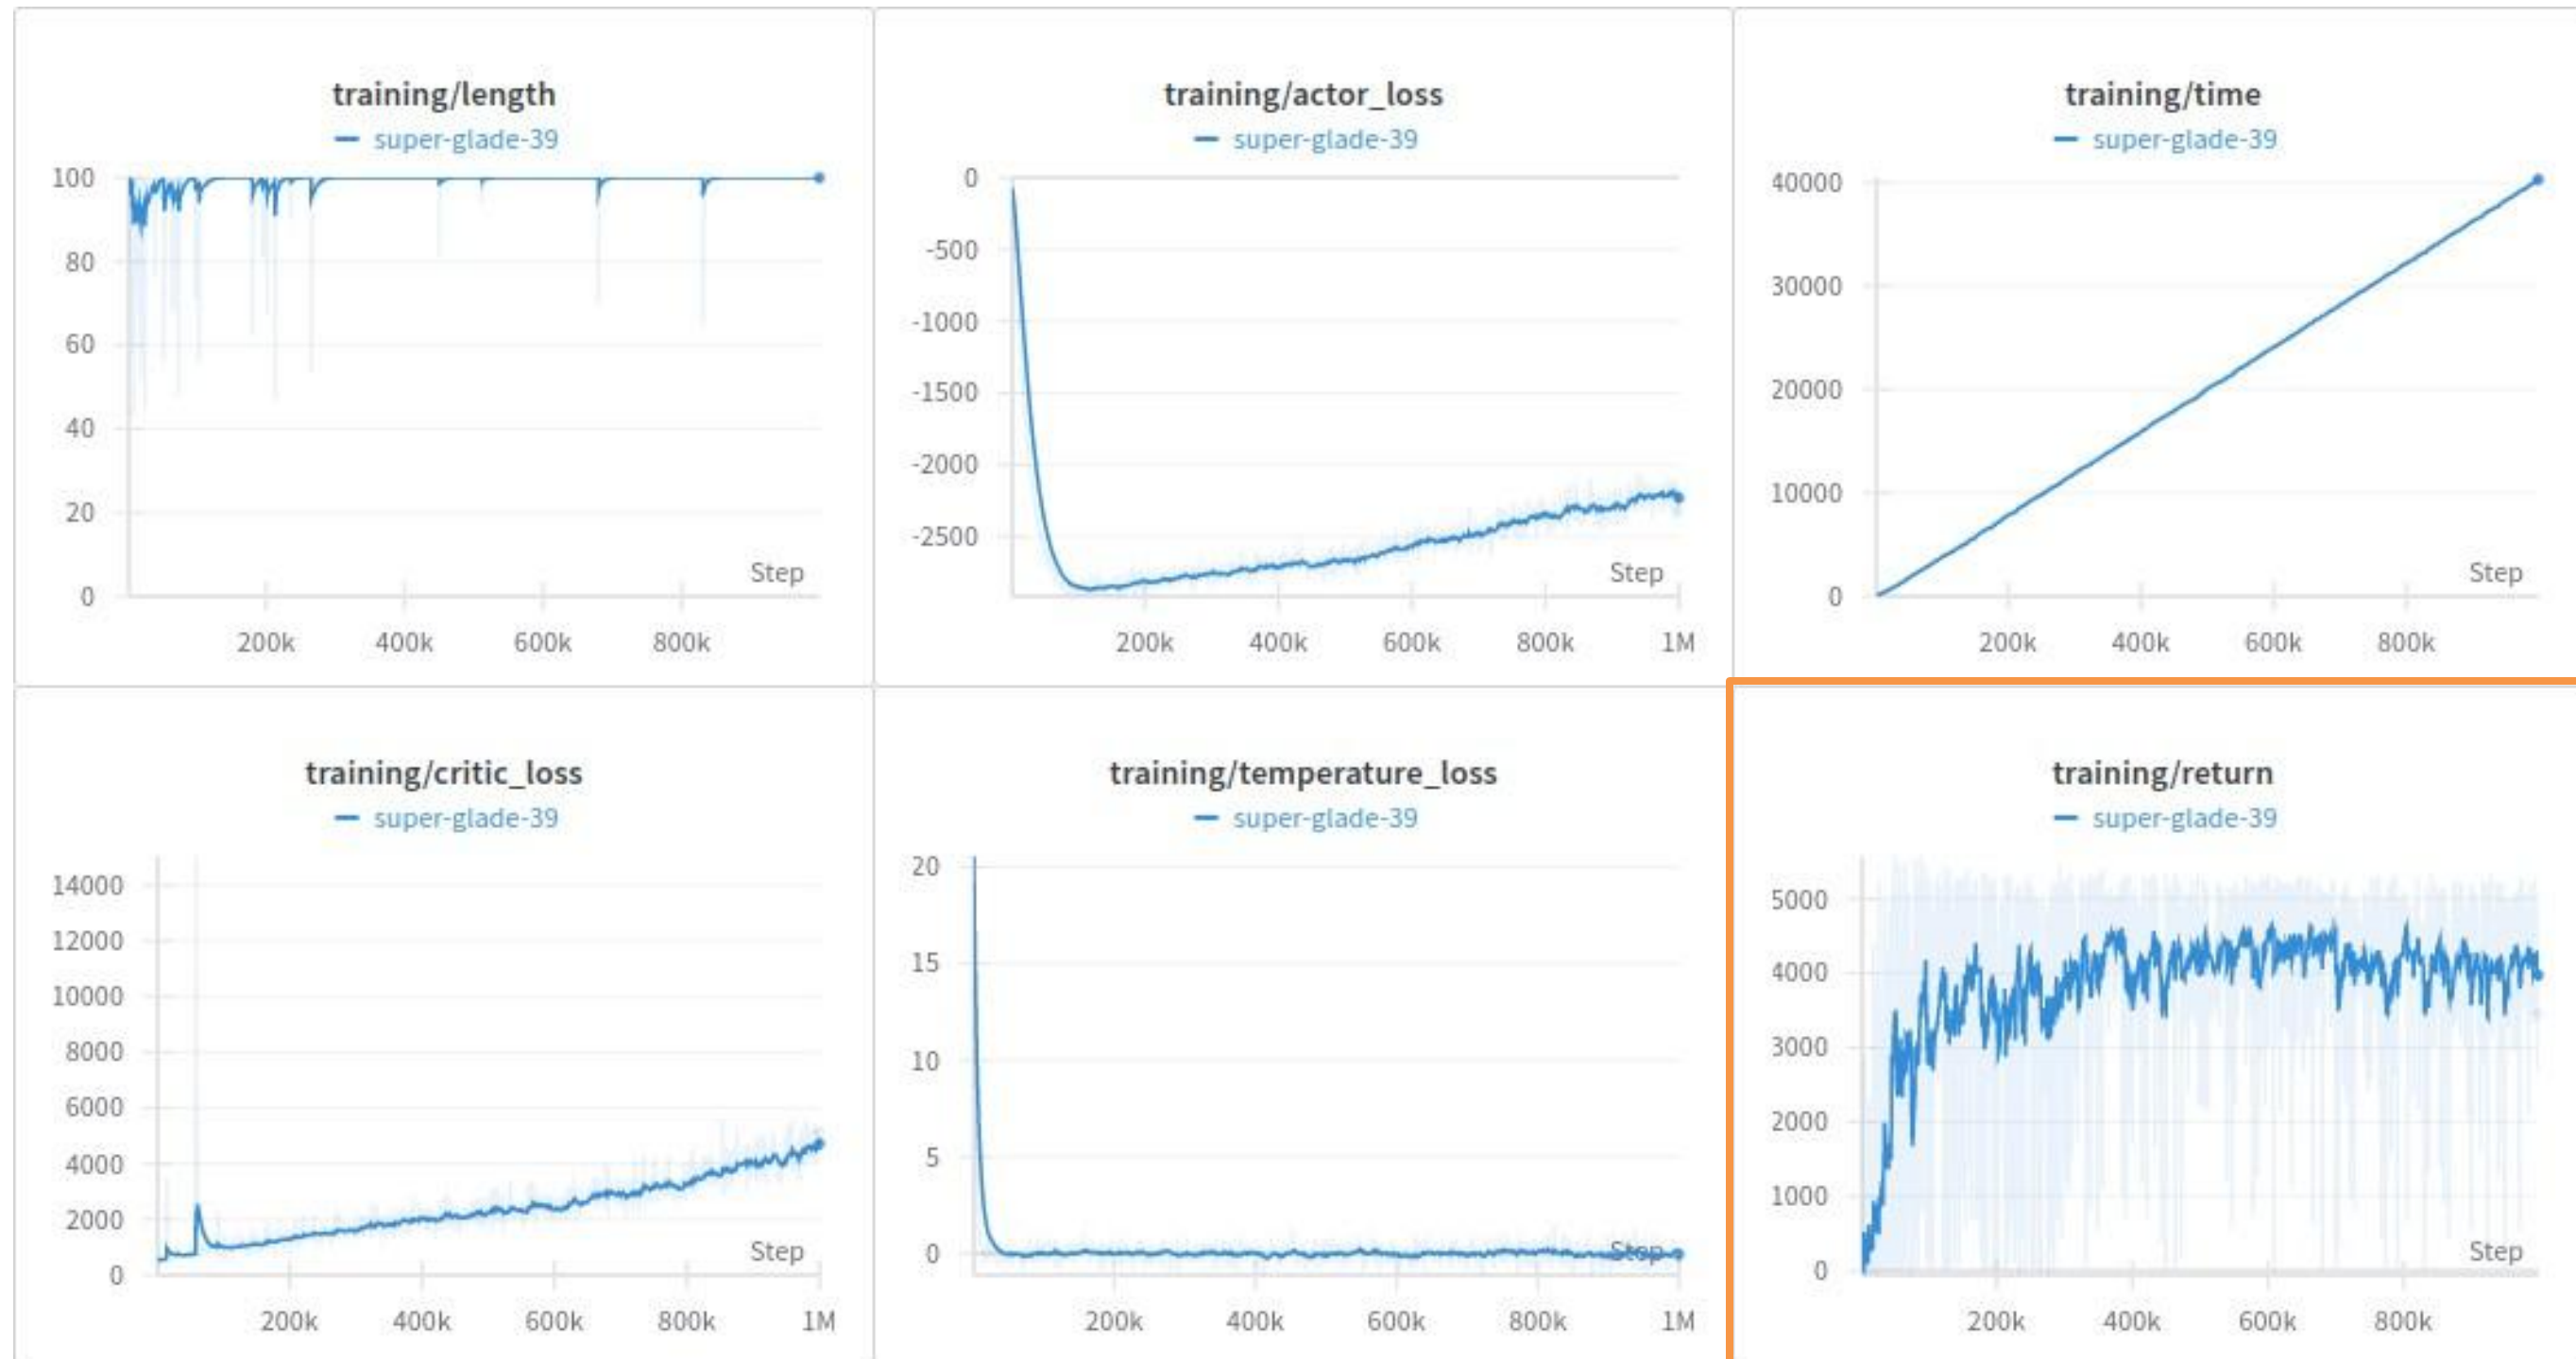 training/length
super-glade-39
100
80
60
40
20
0
Step
200k 400k 600k 800k
training/actor_loss
super-glade-39
0
-500
-1000
-1500
-2000
-2500
Step
200k 400k 600k 800k 1M
training/time
super-glade-39
40000
30000
20000
10000
0
Step
200k 400k 600k 800k
training/critic_loss
super-glade-39
14000
12000
10000
8000
6000
4000
2000
0
Step
200k 400k 600k 800k 1M
training/temperature_loss
super-glade-39
20
15
10
5
0
Step
200k 400k 600k 800k 1M
training/return
super-glade-39
5000
4000
3000
2000
1000
0
Step
200k 400k 600k 800k